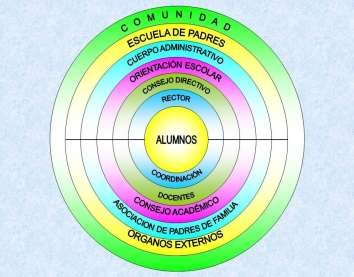 COMUNIDAD
ESCUELA DE PADRES
CUERPO ADMINISTRATIVO
ORIENTACIÓN ESCOLAR
CONSEJO DIRECTIVO
RECTOR
ALUMNOS
COORDINACIÓN
DOCENTES
CONSEJO ACADÉMICO
ASOCIACION DE PADRES DE FAMILIA
ORGANOS EXTERNOS